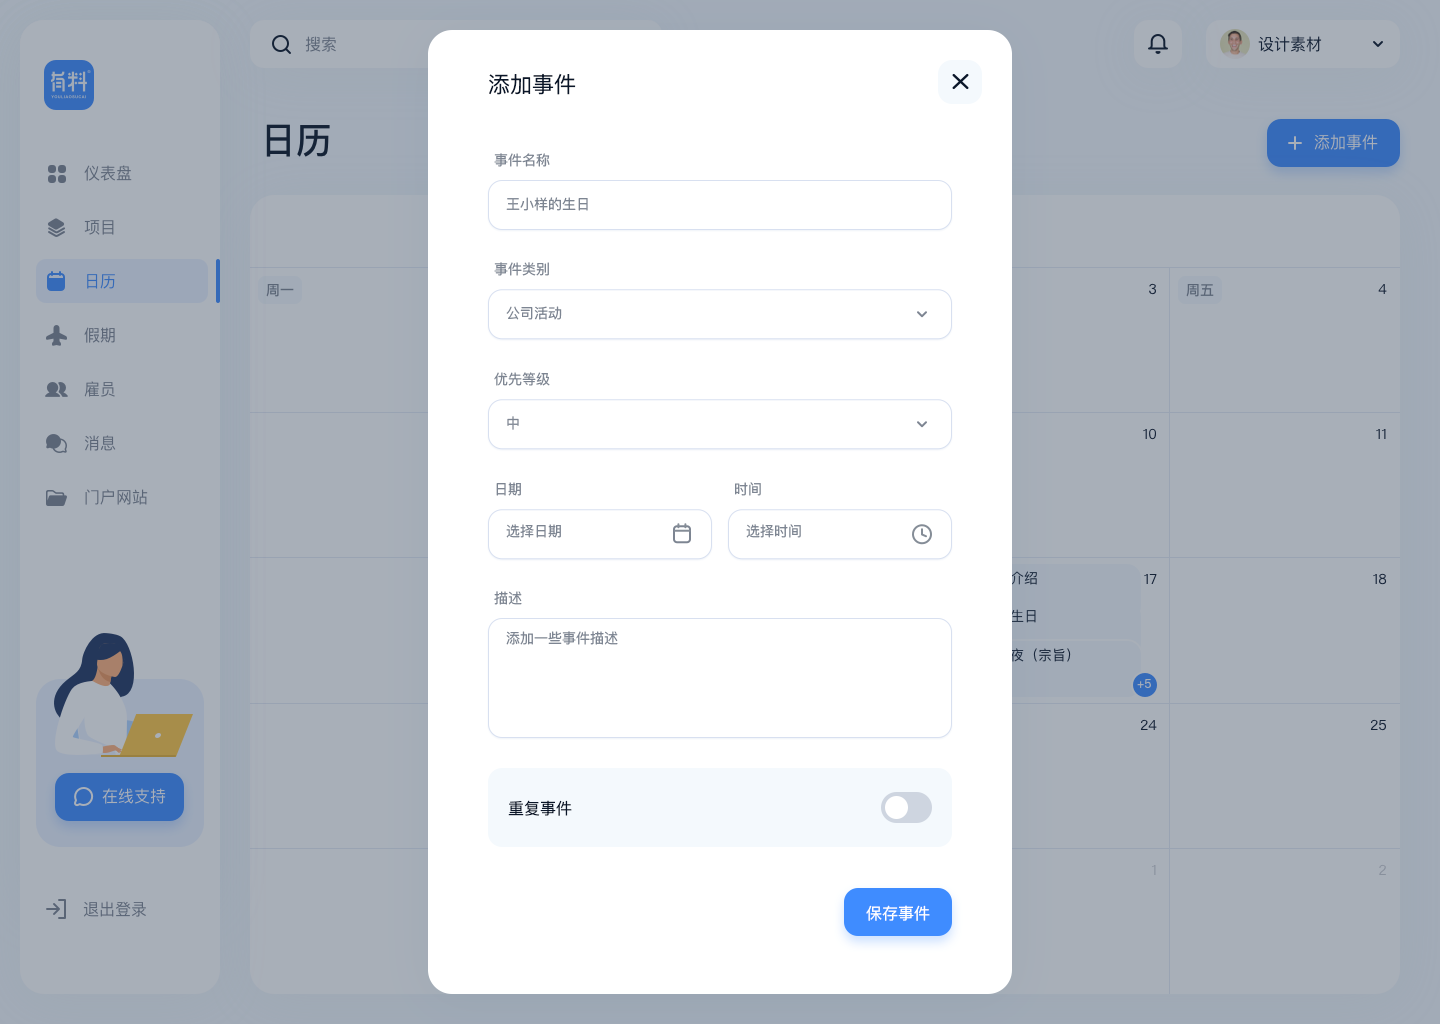 有料
YOULIAOSUCAI
搜索
设计素材
仪表盘
项目
日历
假期
雇员
消息
门户网站
在线支持
退出登录
日历
添加事件
周一
3
周五
4
10
11
介绍
17
18
生日
夜（宗旨）
+5
24
25
1
2
添加事件
事件名称
王小样的生日
事件类别
公司活动
优先等级
中
日期
时间
选择日期
选择时间
描述
添加一些事件描述
重复事件
保存事件